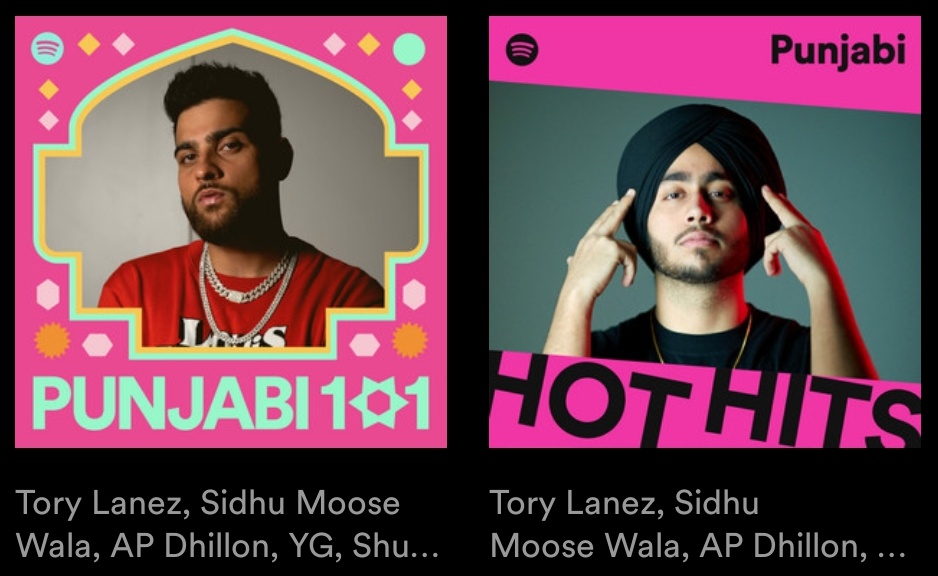 PUNJABI 101
Tory Lanez, Sidhu Moose
Wala, AP Dhillon, YG, Shu...
Punjabi
HOT HITS
Tory Lanez, Sidhu
Moose Wala, AP Dhillon, ...